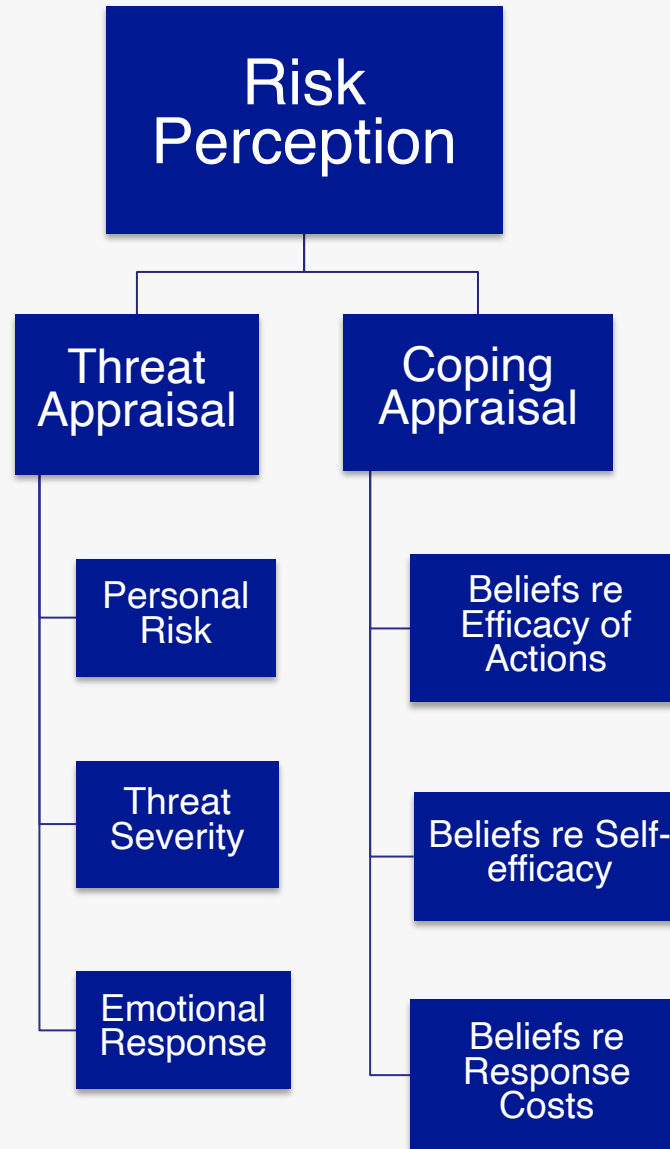 Risk
Perception
Threat
Appraisal
Coping
Appraisal
Personal
Risk
Threat
Severity
Emotional
Response
Beliefs re
Efficacy of
Actions
Beliefs re Self-
efficacy
Beliefs re
Response
Costs